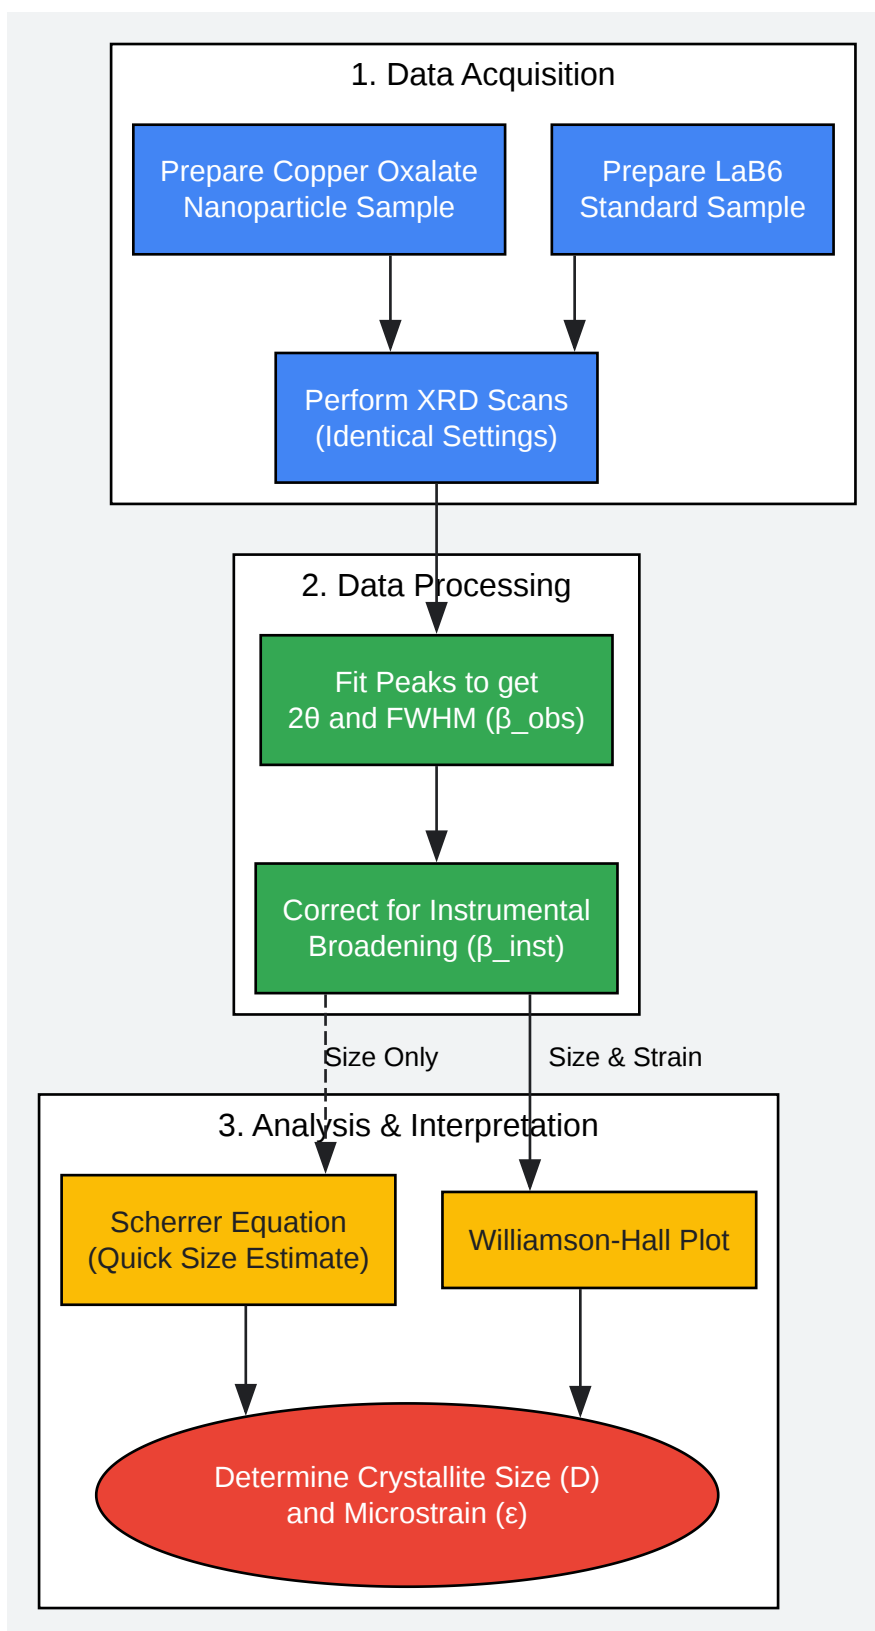 1. Data Acquisition
Prepare Copper Oxalate
Nanoparticle Sample
Prepare LaB6
Standard Sample
Perform XRD Scans
(Identical Settings)
2. Data Processing
Fit Peaks to get
2θ and FWHM (β_obs)
Correct for Instrumental
Broadening (β_inst)
Size Only
Size & Strain
3. Analysis & Interpretation
Scherrer Equation
(Quick Size Estimate)
Williamson-Hall Plot
Determine Crystallite Size (D)
and Microstrain (ε)